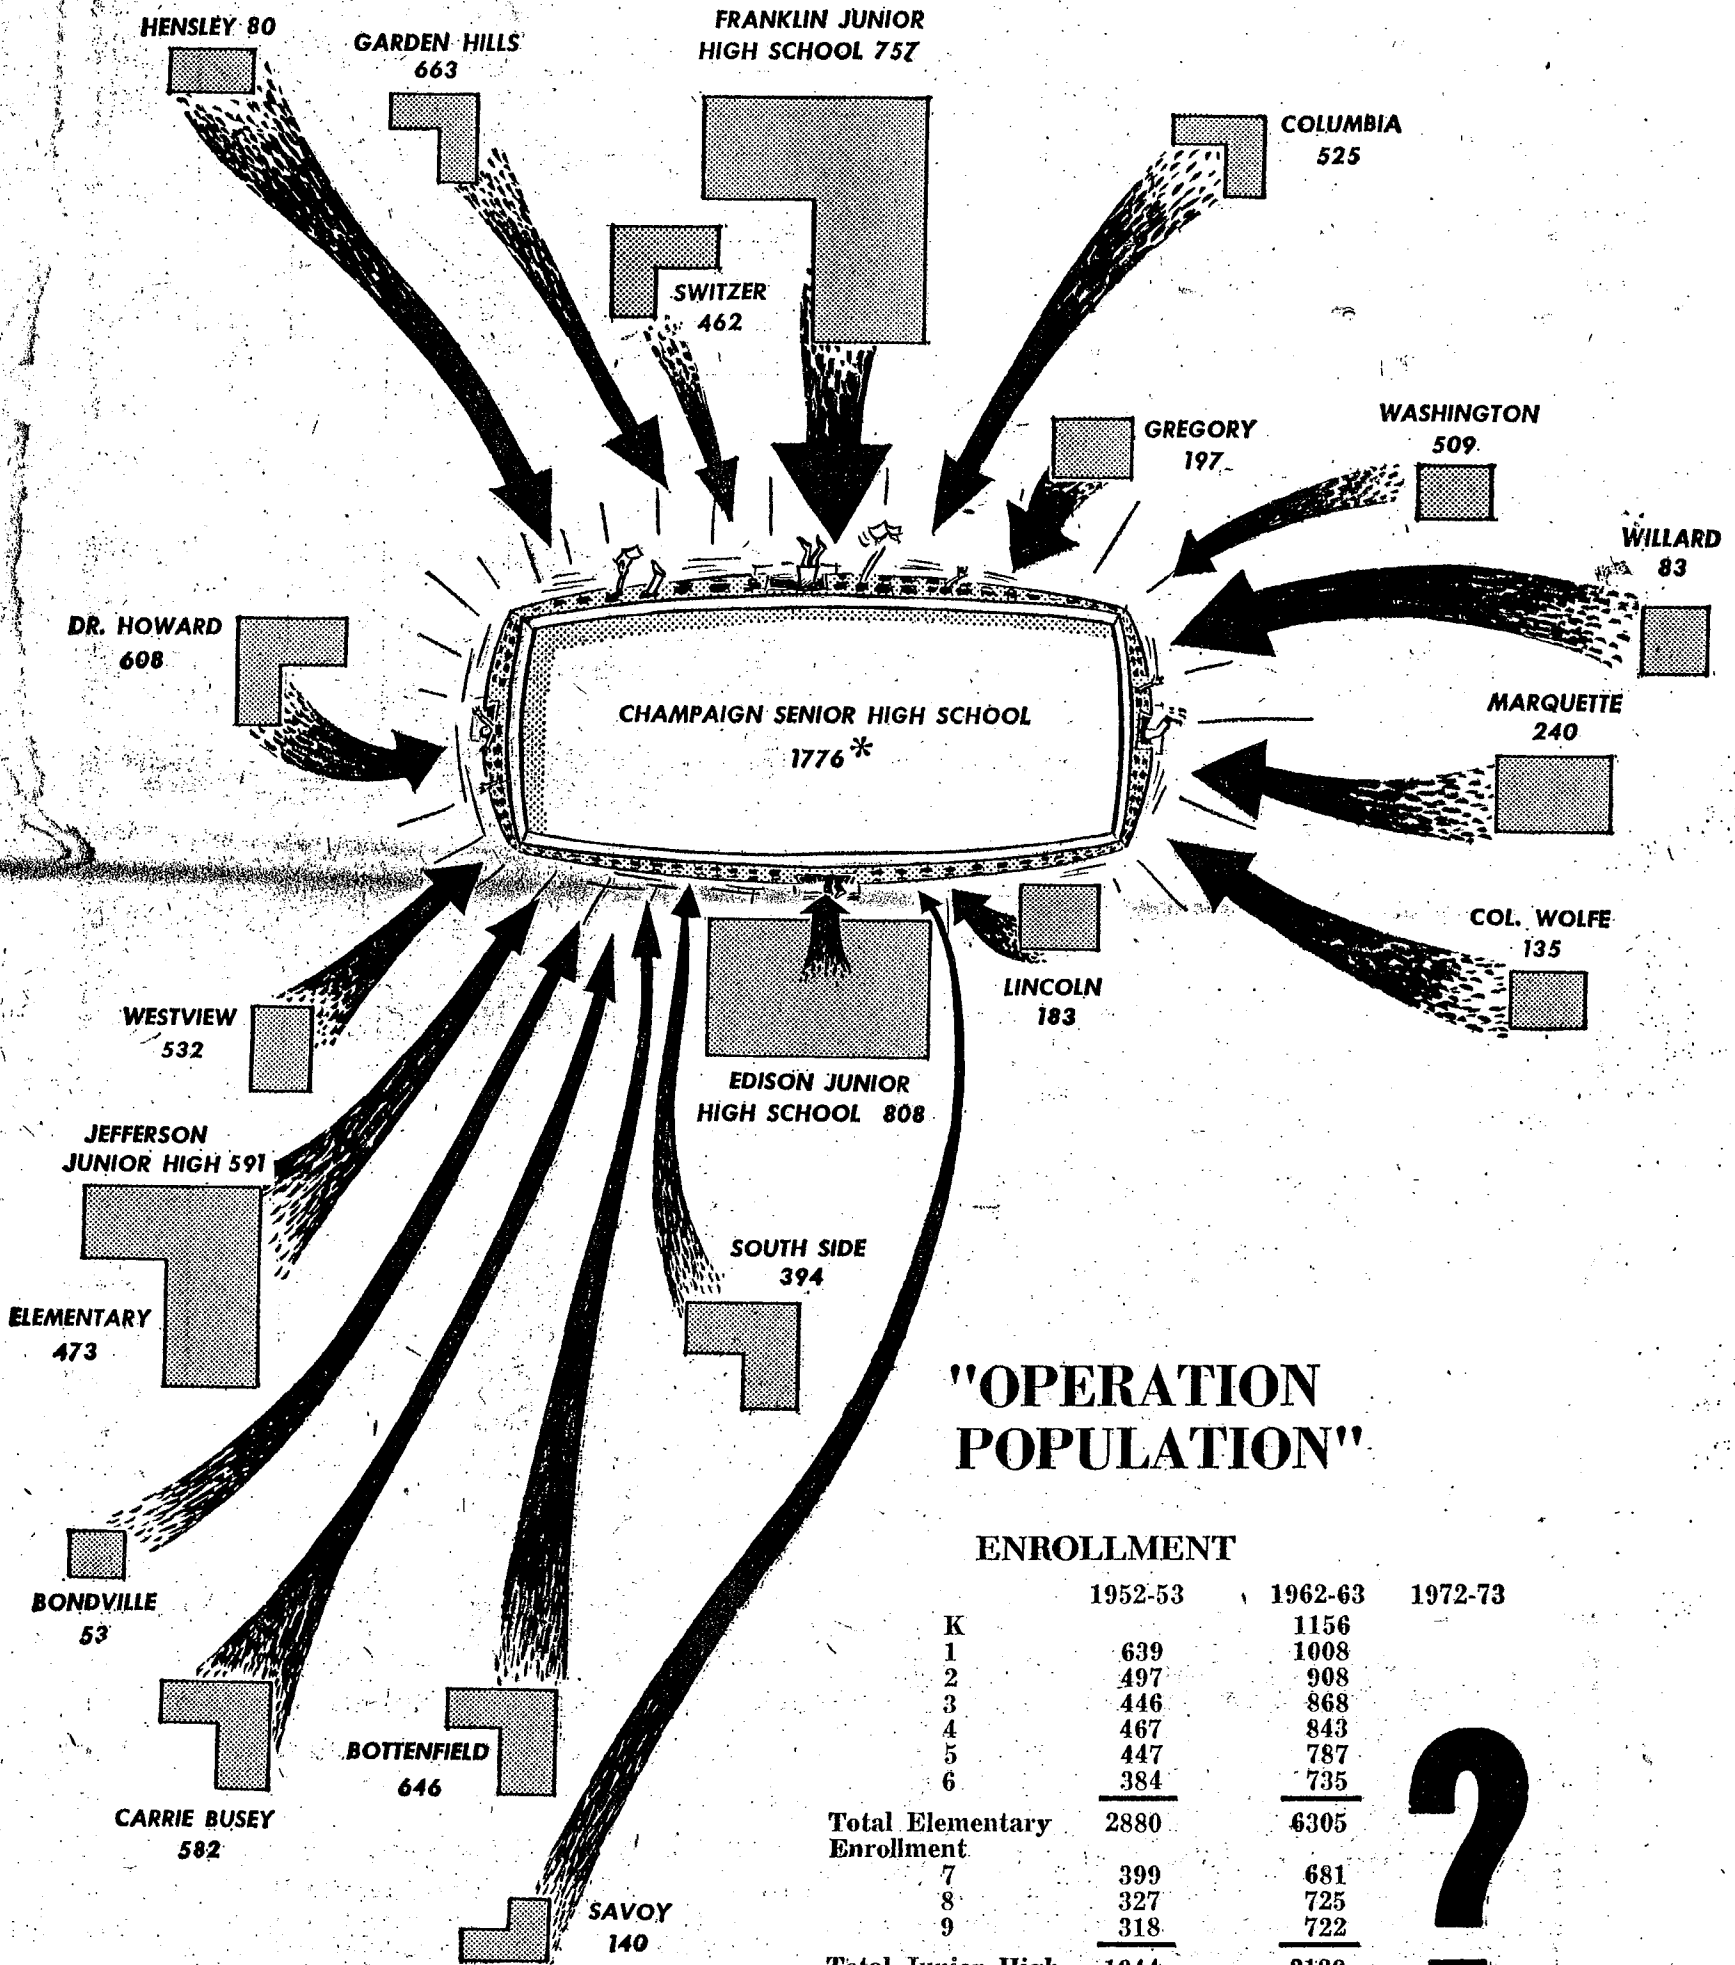 HENSLEY 80
GARDEN HILLS
663
FRANKLIN JUNIOR
HIGH SCHOOL 757
COLUMBIA
525
SWITZER
462
GREGORY
197
WASHINGTON
509
WILLARD
83
DR. HOWARD
608
CHAMPAIGN SENIOR HIGH SCHOOL
1776*
MARQUETTE
240
COL. WOLFE
135
LINCOLN
183
WESTVIEW
532
EDISON JUNIOR
HIGH SCHOOL 808
JEFFERSON
JUNIOR HIGH 591
ELEMENTARY
473
SOUTH SIDE
394
BONDVILLE
53
CARRIE BUSEY
582
BOTTENFIELD
646
SAVOY
140
"OPERATION
POPULATION"
ENROLLMENT
1952-53 1962-63 1972-73
K 1156
1 639 1008
2 497 908
3 446 868
4 467 843
5 447 787
6 384 735
Total Elementary 2880 6305
Enrollment
7 399 681
8 327 725
9 318 722
?
Total Junior High